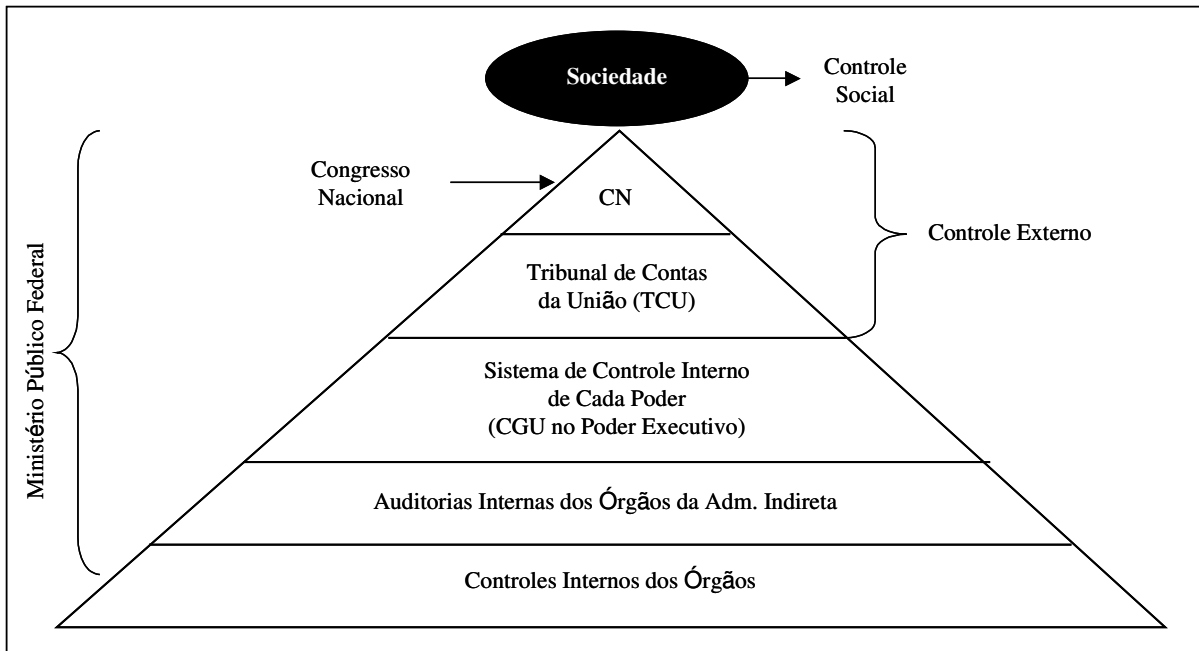 Sociedade
Controle
Social
Congresso
Nacional
CN
Controle Externo
Tribunal de Contas
da União (TCU)
Ministério Público Federal
Sistema de Controle Interno
de Cada Poder
(CGU no Poder Executivo)
Auditorias Internas dos Órgãos da Adm. Indireta
Controles Internos dos Órgãos